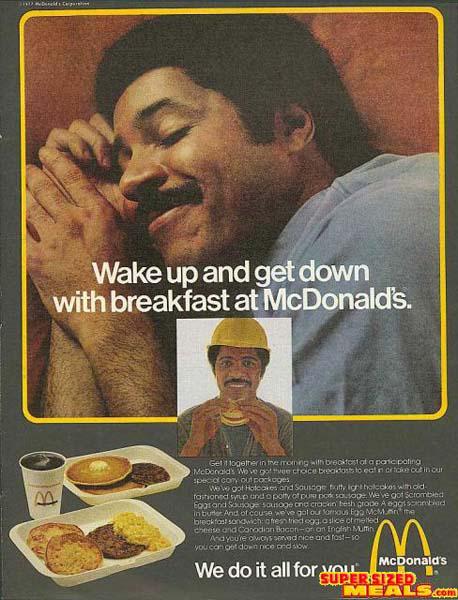 ©1977 McDonald's Corporation
Wake up and get down
with breakfast at McDonald's.
Get it together in the morning with breakfast at a participating
McDonald's. We've got three choice breakfasts to eat in or take out in our
special carry-out packages.
We've got Hotcakes and Sausage: fluffy, light hotcakes with old-
fashioned syrup and a patty of pure pork sausage. We've got Scrambled
Eggs and Sausage: sausage and crackin' fresh grade A eggs scrambled
in butter. And, of course, we've got our famous Egg McMuffin,® the
breakfast sandwich: a fresh fried egg, a slice of melted
cheese and Canadian Bacon—on an English Muffin.
And you're always served nice and fast—so
you can get down nice and slow.
We do it all for you™
McDonald's
®
SUPER SIZED
MEALS.com